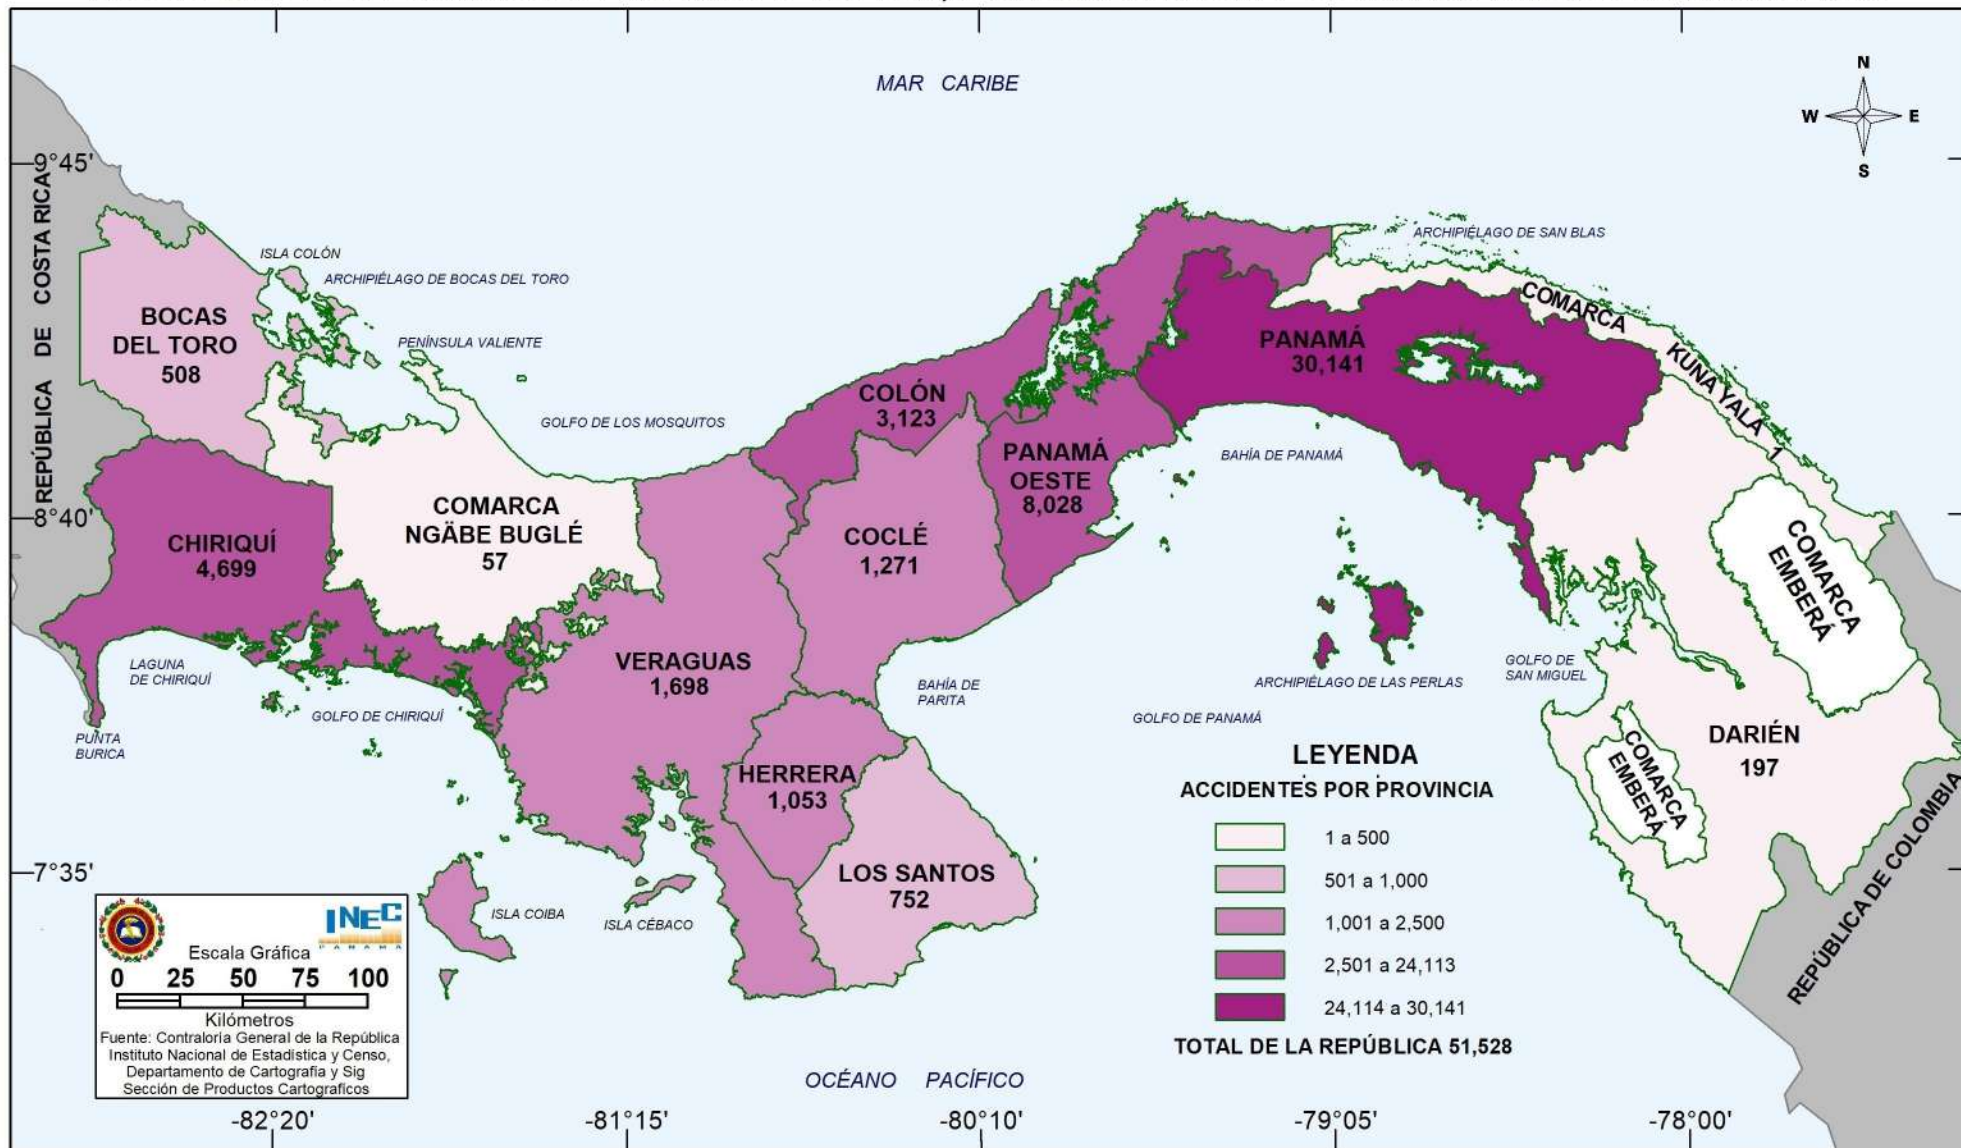 MAR CARIBE
N
W E
S
9°45'
8°40'
7°35'
REPÚBLICA DE COSTA RICA
ISLA COLÓN
ARCHIPIÉLAGO DE BOCAS DEL TORO
ARCHIPIÉLAGO DE SAN BLAS
BOCAS
DEL TORO
508
PENÍNSULA VALIENTE
GOLFO DE LOS MOSQUITOS
COMARCA KUNA YALA
1
PANAMÁ
30,141
COLÓN
3,123
PANAMÁ
OESTE
8,028
BAHÍA DE PANAMÁ
CHIRIQUÍ
4,699
COMARCA
NGÄBE BUGLÉ
57
COCLÉ
1,271
COMARCA
EMBERÁ
LAGUNA
DE CHIRIQUÍ
GOLFO DE CHIRIQUÍ
PUNTA
BURICA
VERAGUAS
1,698
BAHÍA DE
PARITA
ARCHIPIÉLAGO DE LAS PERLAS
GOLFO DE PANAMÁ
GOLFO DE
SAN MIGUEL
DARIÉN
197
COMARCA
EMBERÁ
HERRERA
1,053
LOS SANTOS
752
ISLA COIBA
ISLA CÉBACO
REPÚBLICA DE COLOMBIA
LEYENDA
ACCIDENTES POR PROVINCIA
1 a 500
501 a 1,000
1,001 a 2,500
2,501 a 24,113
24,114 a 30,141
TOTAL DE LA REPÚBLICA 51,528
INEC
PANAMÁ
Escala Gráfica
0 25 50 75 100
Kilómetros
Fuente: Contraloría General de la República
Instituto Nacional de Estadística y Censo,
Departamento de Cartografía y Sig
Sección de Productos Cartograficos
OCÉANO PACÍFICO
-82°20' -81°15' -80°10' -79°05' -78°00'